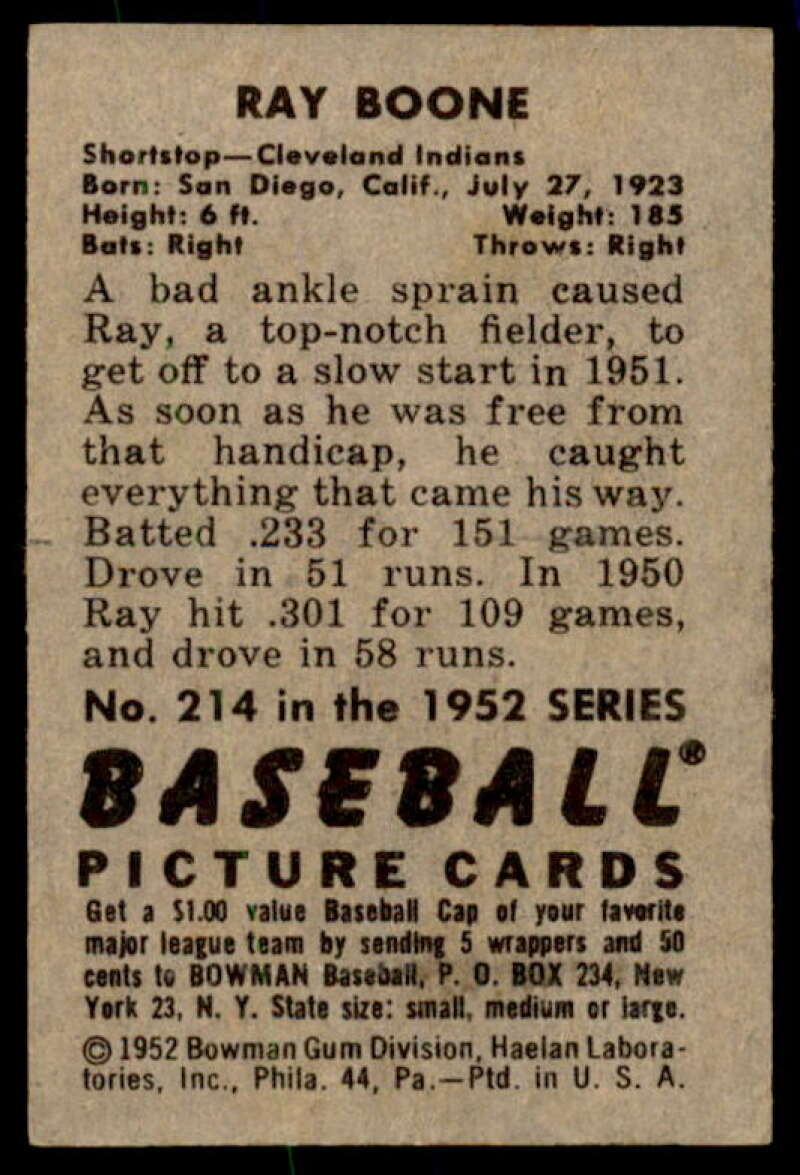 RAY BOONE
Shortstop—Cleveland Indians
Born: San Diego, Calif., July 27, 1923
Height: 6 ft. Weight: 185
Bats: Right Throws: Right
A bad ankle sprain caused
Ray, a top-notch fielder, to
get off to a slow start in 1951.
As soon as he was free from
that handicap, he caught
everything that came his way.
Batted .233 for 151 games.
Drove in 51 runs. In 1950
Ray hit .301 for 109 games,
and drove in 58 runs.
No. 214 in the 1952 SERIES
BASEBALL®
PICTURE CARDS
Get a $1.00 value Baseball Cap of your favorite
major league team by sending 5 wrappers and 50
cents to BOWMAN Baseball, P. O. BOX 234, New
York 23, N. Y. State size: small, medium or large.
© 1952 Bowman Gum Division, Haelan Labora-
tories, Inc., Phila. 44, Pa.—Ptd. in U. S. A.